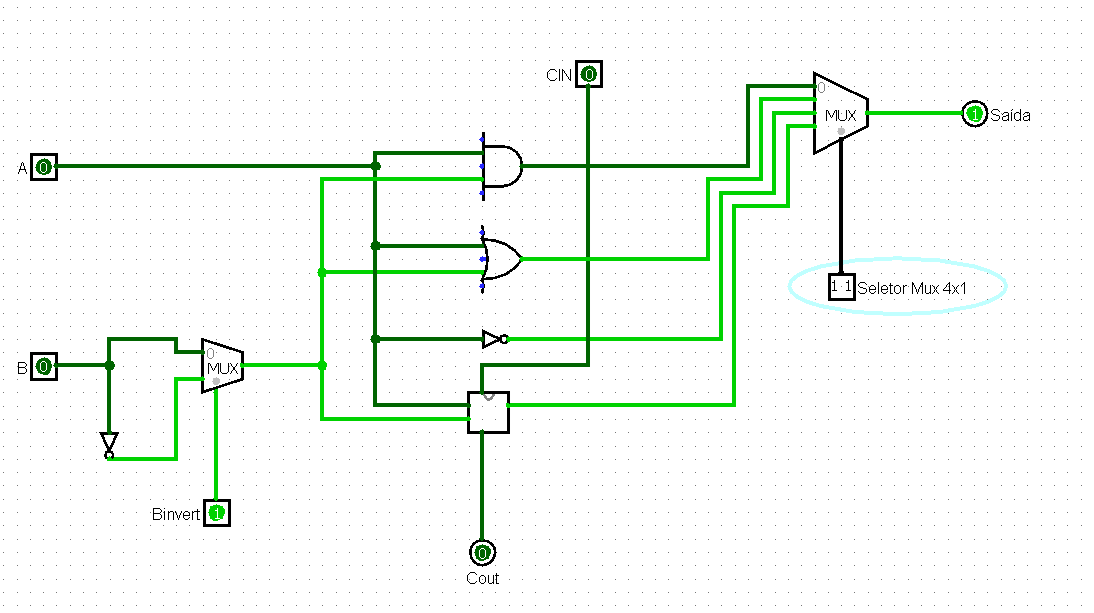 CIN 0
0
MUX
1 Saída
A 0
1 1 Seletor Mux 4x1
B 0
0
MUX
Binvert 1
0
Cout